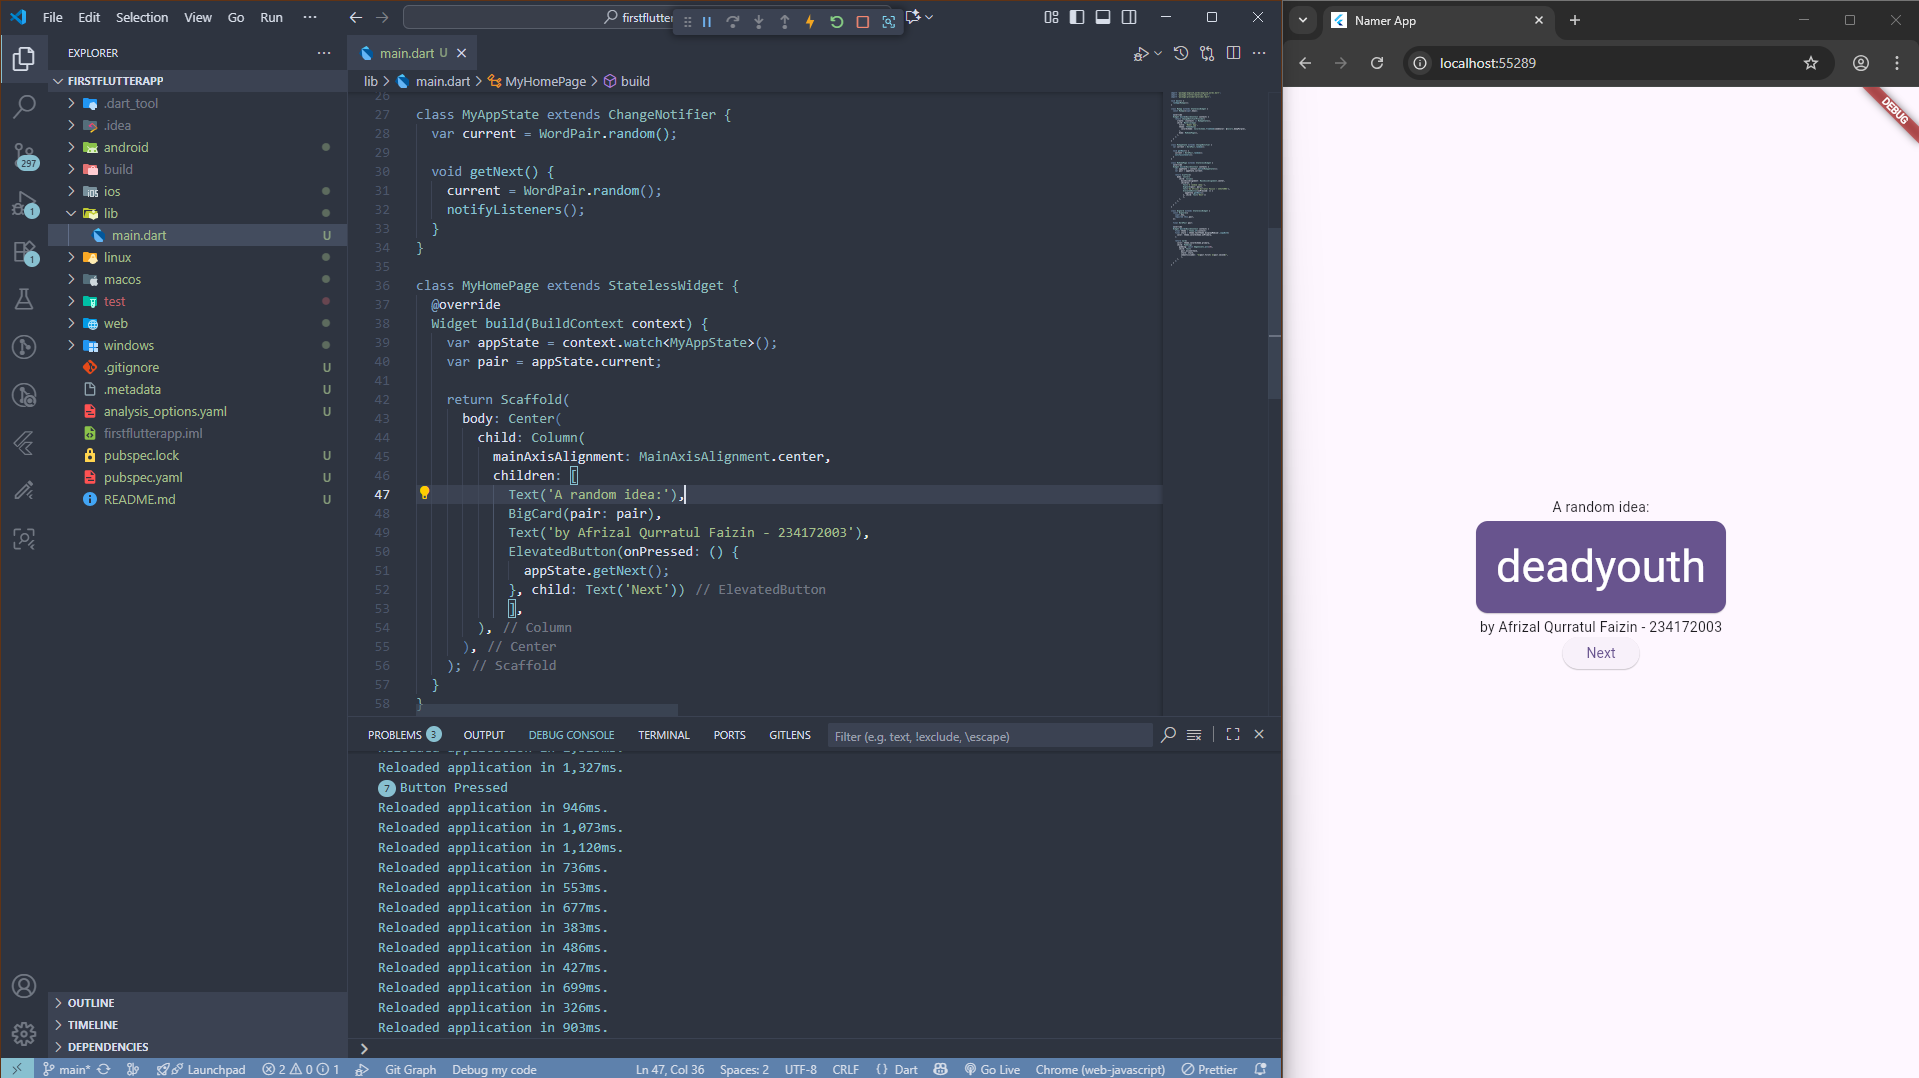 File Edit Selection View Go Run ···
firstflutter
EXPLORER
FIRSTFLUTTERAPP
.dart_tool
.idea
android
build
ios
lib
main.dart U
linux
macos
test
web
windows
.gitignore U
.metadata U
analysis_options.yaml U
firstflutterapp.iml
pubspec.lock U
pubspec.yaml U
README.md U
OUTLINE
TIMELINE
DEPENDENCIES
297
1
1
main.dart U
lib > main.dart > MyHomePage > build
26
27 class MyAppState extends ChangeNotifier {
28 var current = WordPair.random();
29
30 void getNext() {
31 current = WordPair.random();
32 notifyListeners();
33 }
34 }
35
36 class MyHomePage extends StatelessWidget {
37 @override
38 Widget build(BuildContext context) {
39 var appState = context.watch<MyAppState>();
40 var pair = appState.current;
41
42 return Scaffold(
43 body: Center(
44 child: Column(
45 mainAxisAlignment: MainAxisAlignment.center,
46 children: [
47 Text('A random idea:'),
48 BigCard(pair: pair),
49 Text('by Afrizal Qurratul Faizin - 234172003'),
50 ElevatedButton(onPressed: () {
51 appState.getNext();
52 }, child: Text('Next')) // ElevatedButton
53 ],
54 ), // Column
55 ), // Center
56 ); // Scaffold
57 }
58 }
PROBLEMS 3 OUTPUT DEBUG CONSOLE TERMINAL PORTS GITLENS Filter (e.g. text, !exclude, \escape)
Reloaded application in 1,327ms.
7 Button Pressed
Reloaded application in 946ms.
Reloaded application in 1,073ms.
Reloaded application in 1,120ms.
Reloaded application in 736ms.
Reloaded application in 553ms.
Reloaded application in 677ms.
Reloaded application in 383ms.
Reloaded application in 486ms.
Reloaded application in 427ms.
Reloaded application in 699ms.
Reloaded application in 326ms.
Reloaded application in 903ms.
main* Launchpad 2 0 1 Git Graph Debug my code Ln 47, Col 36 Spaces: 2 UTF-8 CRLF {} Dart Go Live Chrome (web-javascript) Prettier
Namer App
localhost:55289
DEBUG
A random idea:
deadyouth
by Afrizal Qurratul Faizin - 234172003
Next